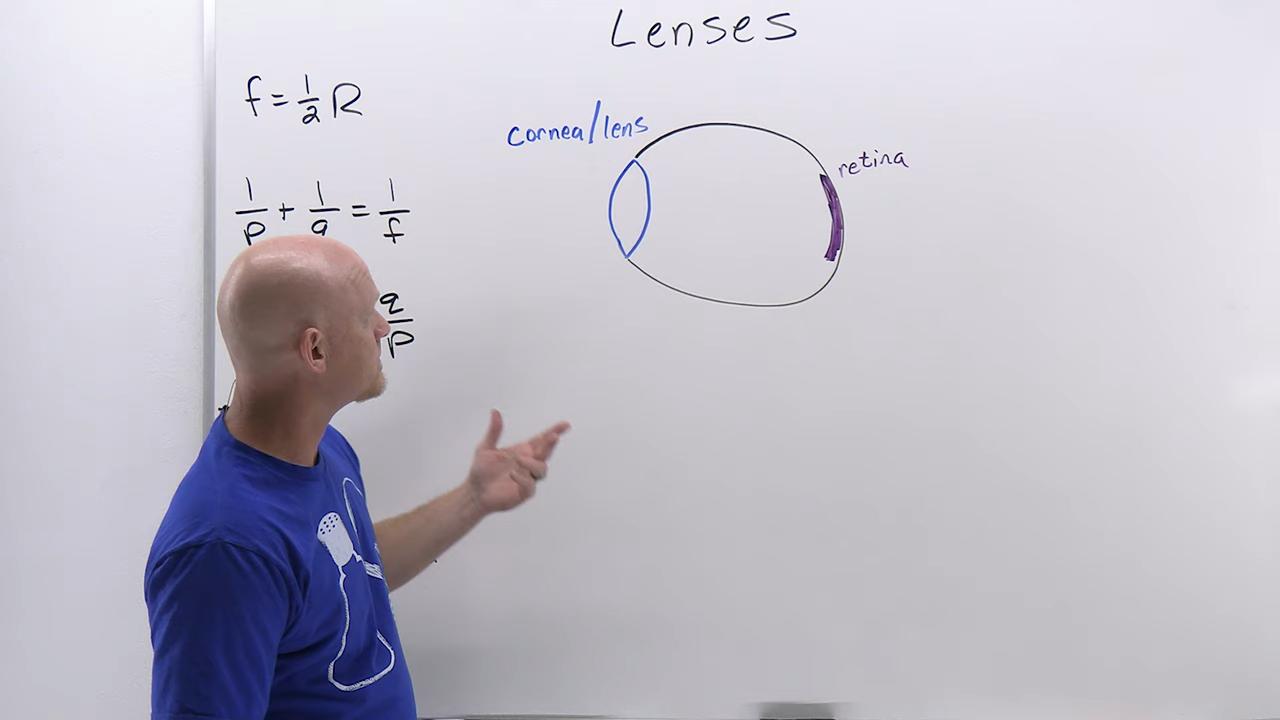 Lenses
f = 1/2 R
cornea/lens
retina
1/p + 1/q = 1/f
q/p